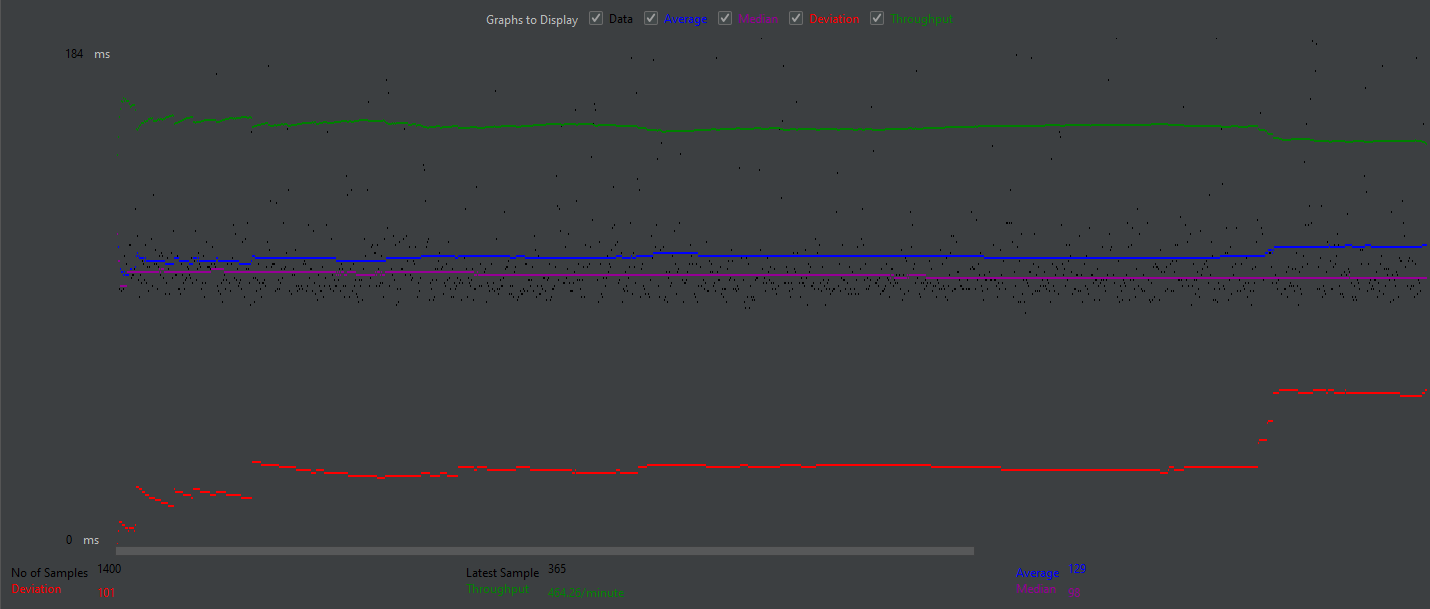 Graphs to Display Data Average Median Deviation Throughput
184 ms
0 ms
No of Samples 1400 Latest Sample 365 Average 129
Deviation 101 Throughput 464.26/minute Median